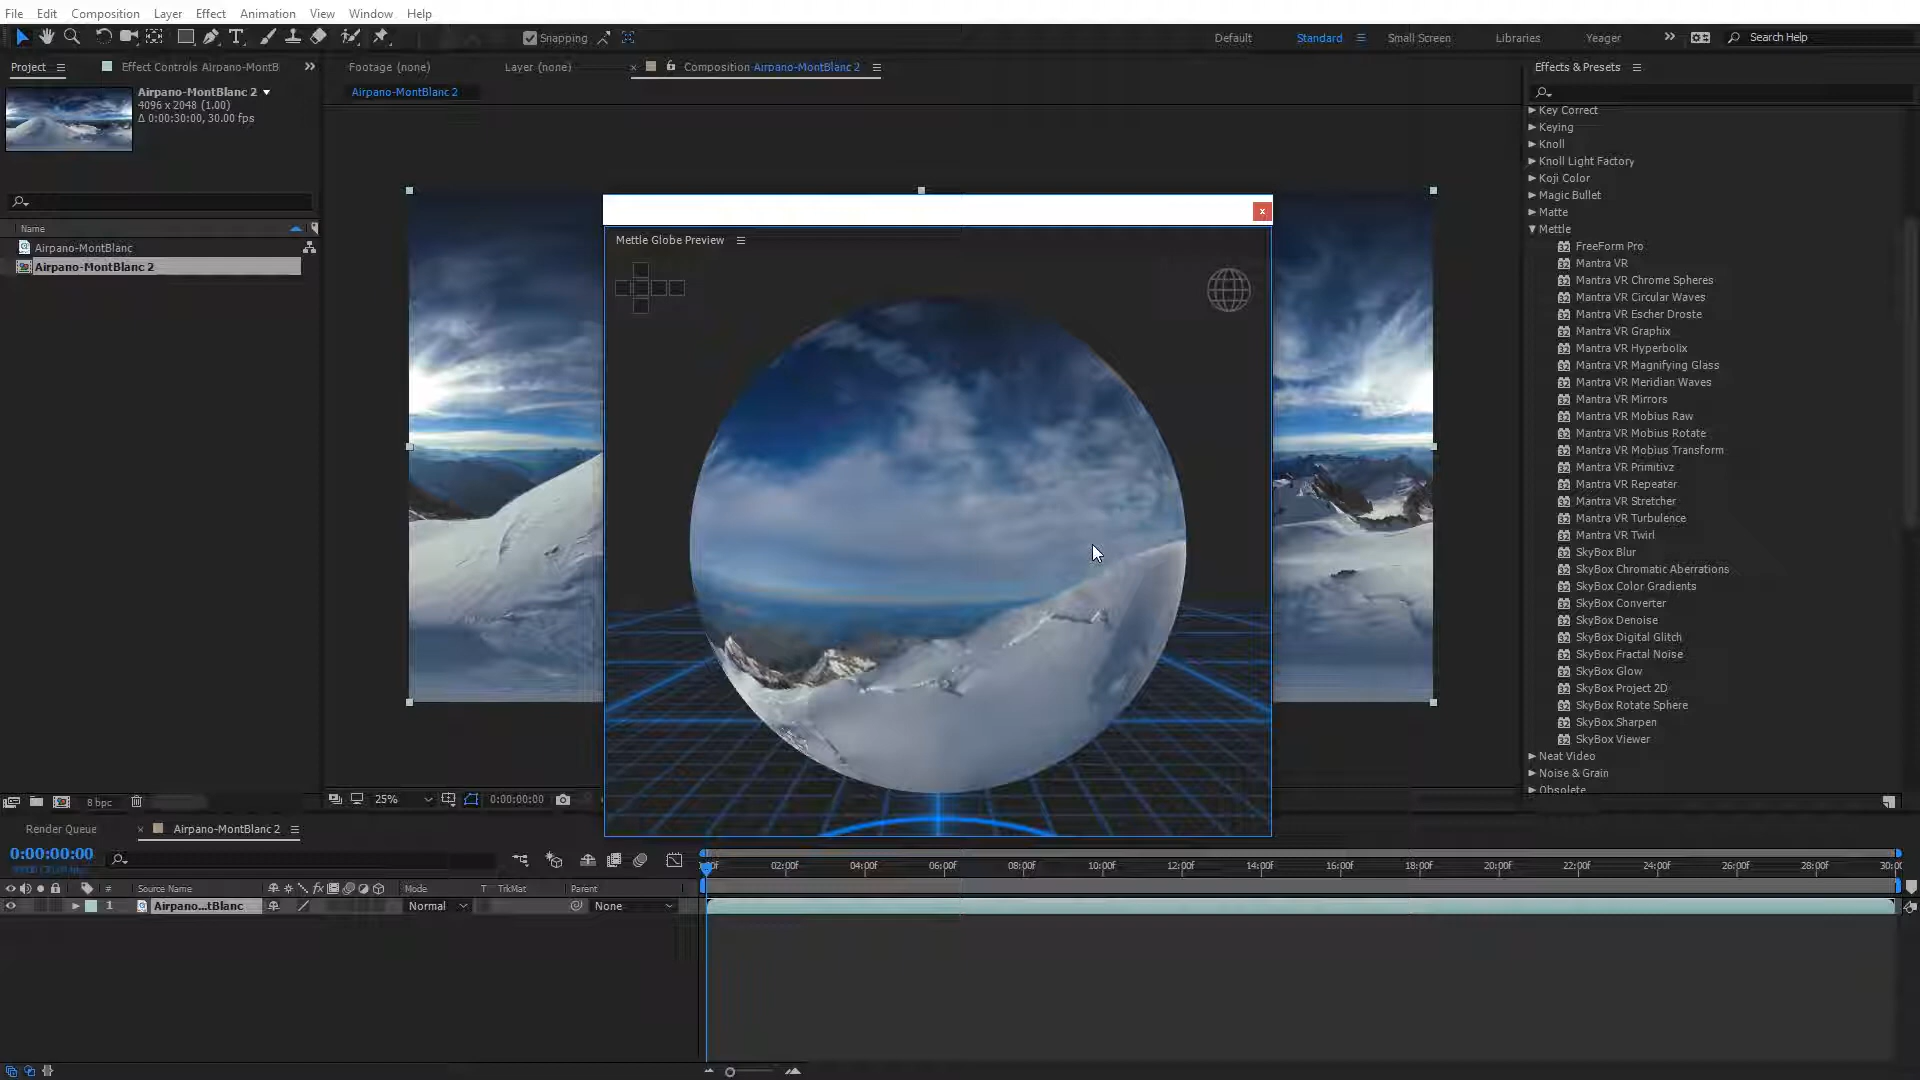 File Edit Composition Layer Effect Animation View Window Help
Snapping
Default Standard Small Screen Libraries Yeager Search Help
Project Effect Controls Airpano-MontB
Footage (none) Layer (none) Composition Airpano-MontBlanc 2
Effects & Presets
Airpano-MontBlanc 2
4096 x 2048 (1.00)
Δ 0:00:30:00, 30.00 fps
Airpano-MontBlanc 2
Name
Airpano-MontBlanc
Airpano-MontBlanc 2
Mettle Globe Preview
Key Correct
Keying
Knoll
Knoll Light Factory
Koji Color
Magic Bullet
Matte
Mettle
FreeForm Pro
Mantra VR
Mantra VR Chrome Spheres
Mantra VR Circular Waves
Mantra VR Escher Droste
Mantra VR Graphix
Mantra VR Hyperbolix
Mantra VR Magnifying Glass
Mantra VR Meridian Waves
Mantra VR Mirrors
Mantra VR Mobius Raw
Mantra VR Mobius Rotate
Mantra VR Mobius Transform
Mantra VR Primitivz
Mantra VR Repeater
Mantra VR Stretcher
Mantra VR Turbulence
Mantra VR Twirl
SkyBox Blur
SkyBox Chromatic Aberrations
SkyBox Color Gradients
SkyBox Converter
SkyBox Denoise
SkyBox Digital Glitch
SkyBox Fractal Noise
SkyBox Glow
SkyBox Project 2D
SkyBox Rotate Sphere
SkyBox Sharpen
SkyBox Viewer
Neat Video
Noise & Grain
Obsolete
8 bpc
25% 0:00:00:00
Render Queue Airpano-MontBlanc 2
0:00:00:00
02:00f 04:00f 06:00f 08:00f 10:00f 12:00f 14:00f 16:00f 18:00f 20:00f 22:00f 24:00f 26:00f 28:00f 30:0
# Source Name Mode T TrkMat Parent
1 Airpano...tBlanc Normal None